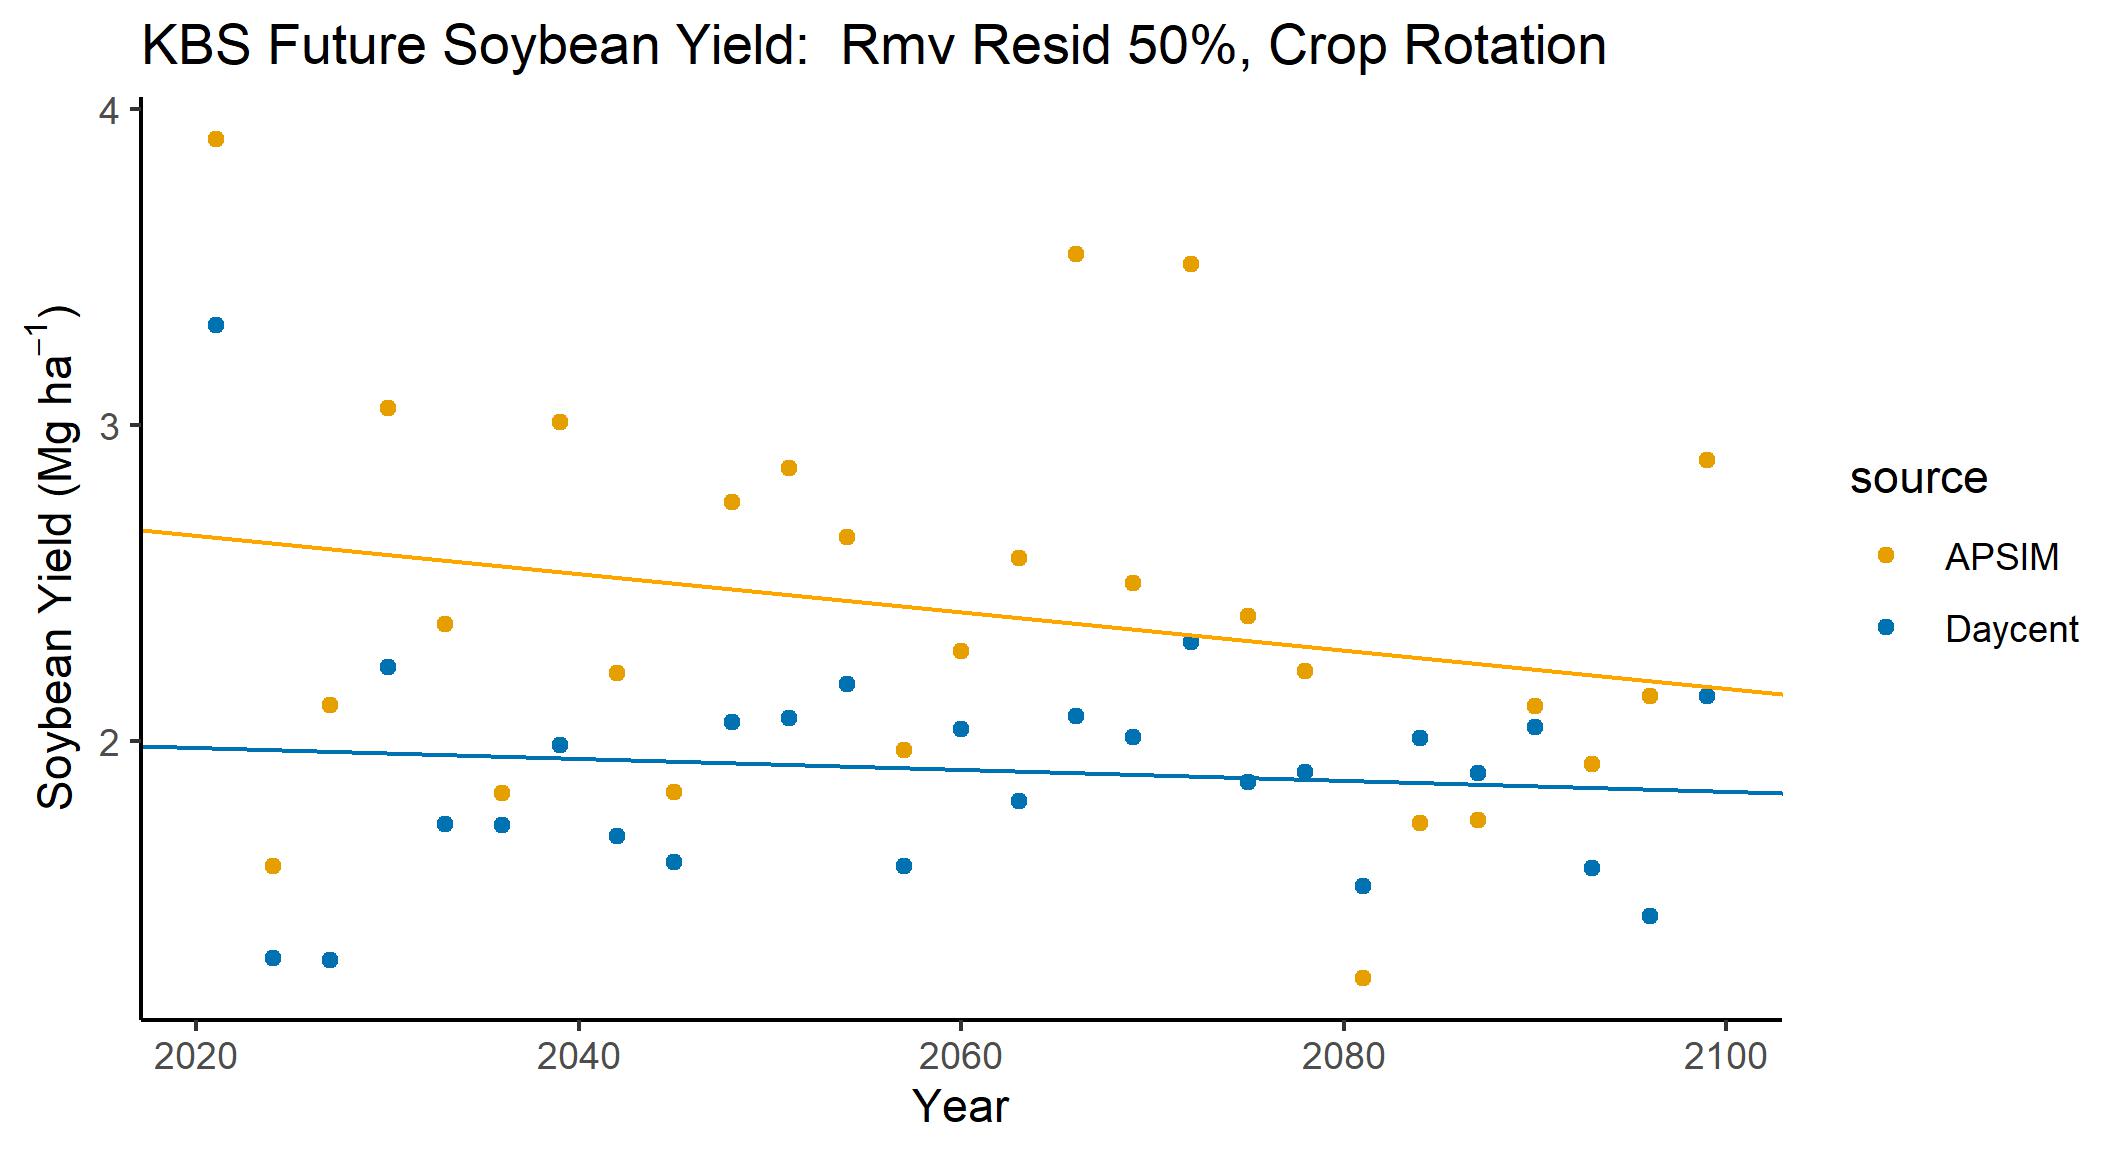 KBS Future Soybean Yield:  Rmv Resid 50%, Crop Rotation
Soybean Yield (Mg ha⁻¹)
4
3
2
2020 2040 2060 2080 2100
Year
source
APSIM
Daycent